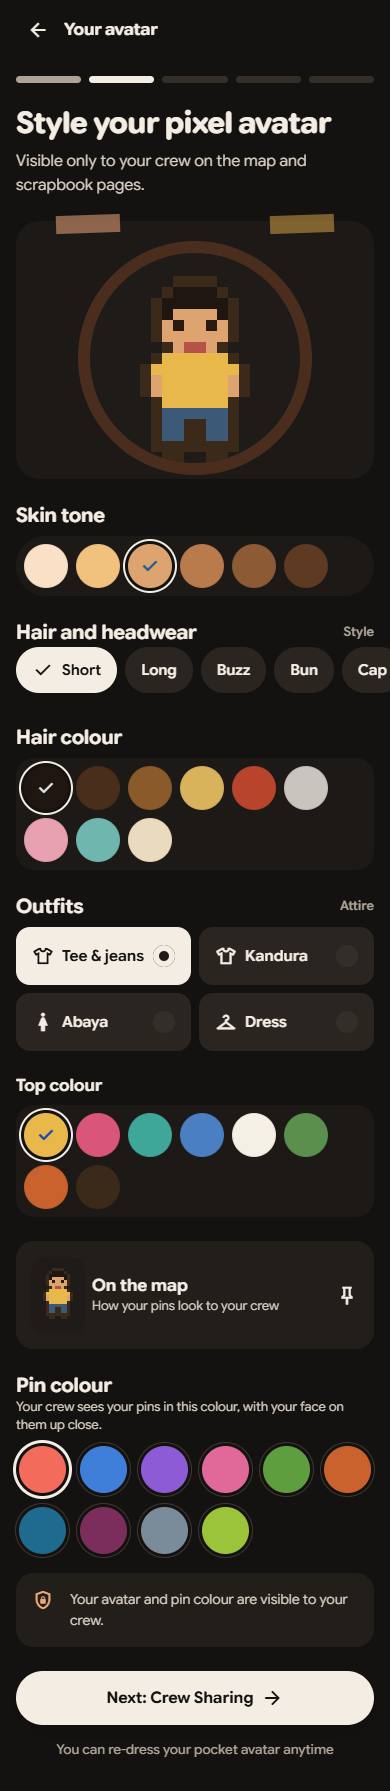 Your avatar
Style your pixel avatar
Visible only to your crew on the map and
scrapbook pages.
Skin tone
Hair and headwear
Style
Short
Long
Buzz
Bun
Cap
Hair colour
Outfits
Attire
Tee & jeans
Kandura
Abaya
Dress
Top colour
On the map
How your pins look to your crew
Pin colour
Your crew sees your pins in this colour, with your face on
them up close.
Your avatar and pin colour are visible to your
crew.
Next: Crew Sharing
You can re-dress your pocket avatar anytime